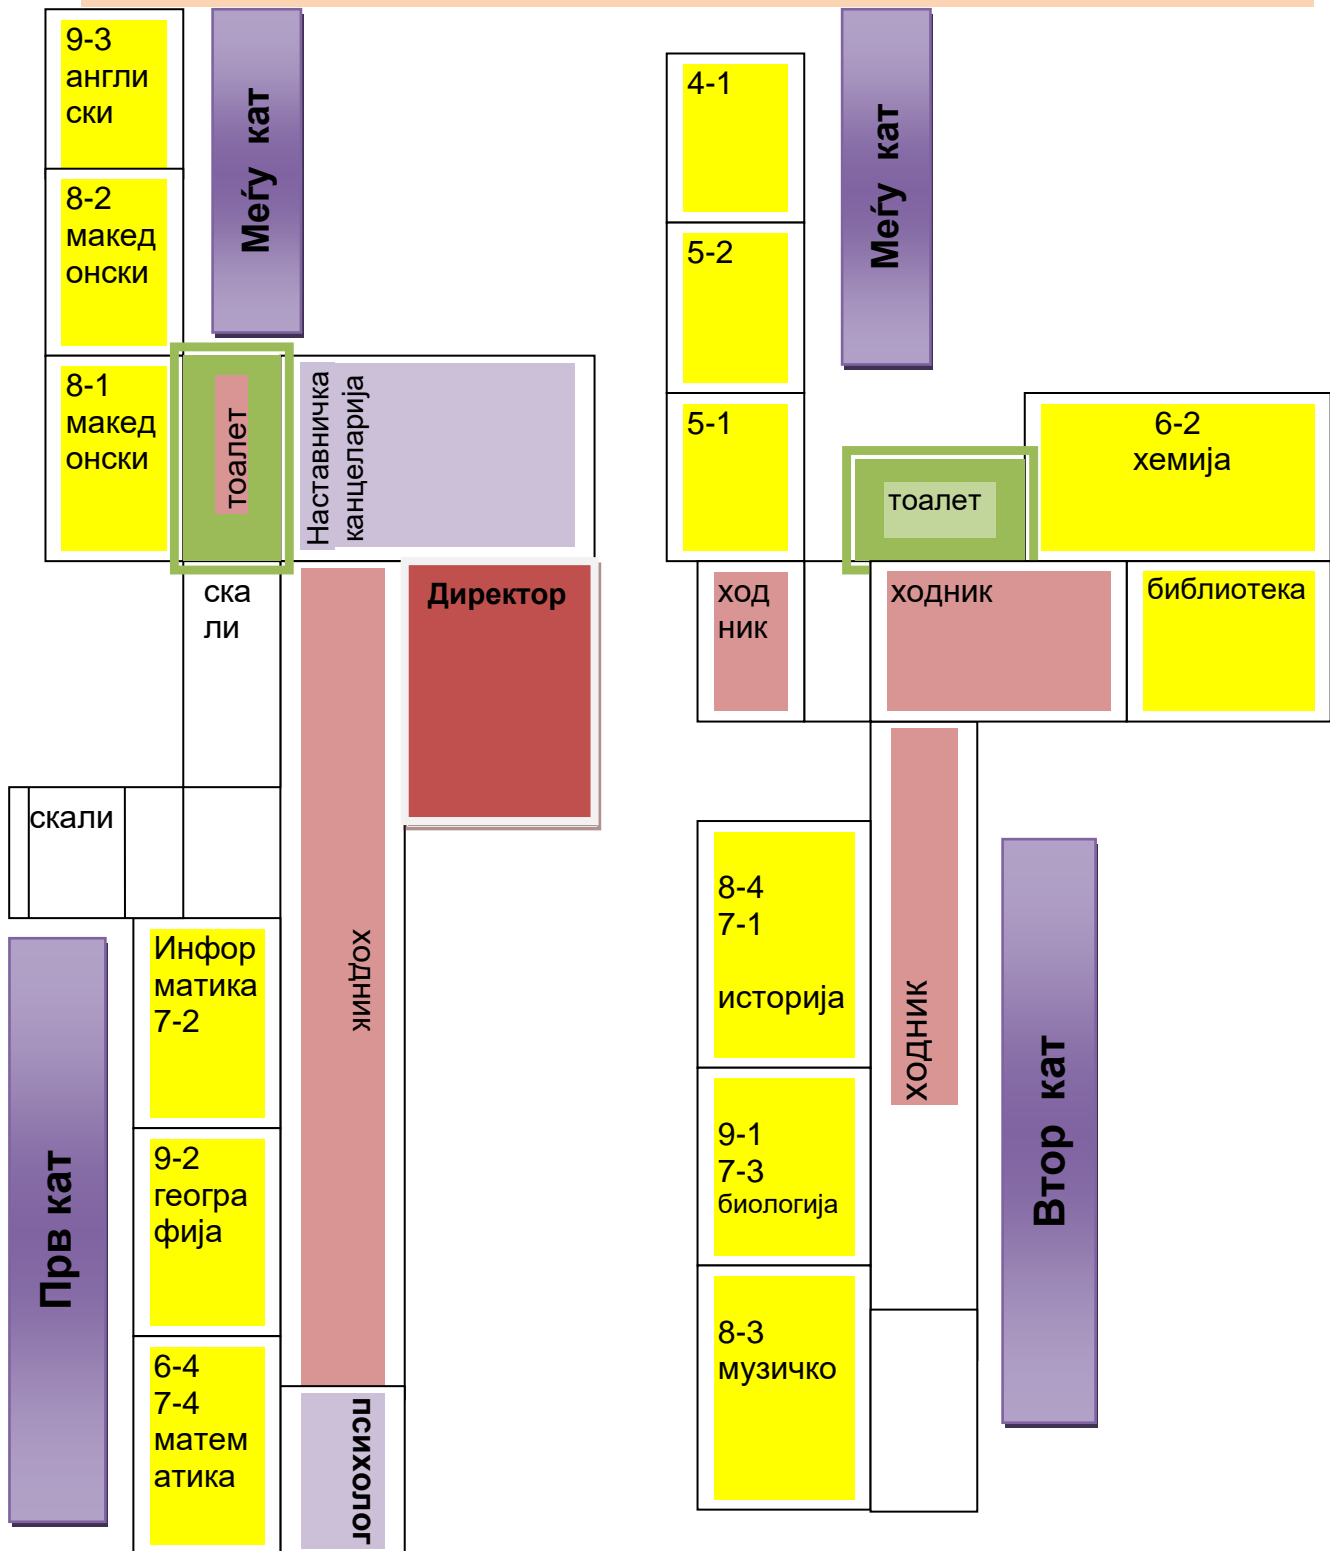 9-3
англи
ски
Меѓу кат
8-2
макед
онски
8-1
макед
онски
тоалет
Наставничка
канцеларија
ска
ли
Директор
скали
ходник
Инфор
матика
7-2
Прв кат
9-2
геогра
фија
6-4
7-4
матем
атика
психолог
4-1
Меѓу кат
5-2
5-1
6-2
хемија
тоалет
ход
ник
ходник
библиотека
8-4
7-1
историја
ходник
Втор кат
9-1
7-3
биологија
8-3
музичко